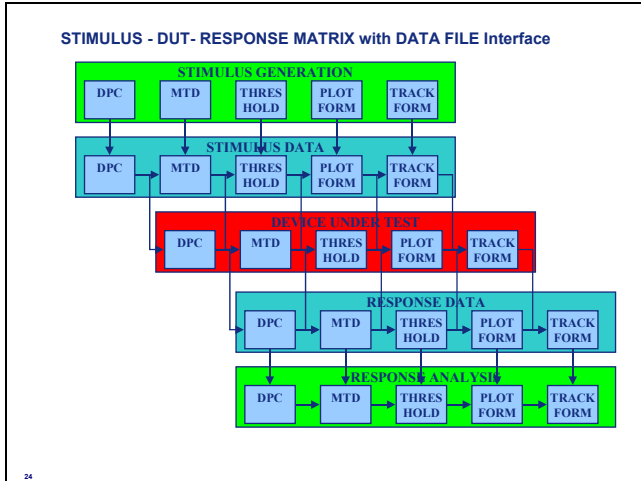 STIMULUS - DUT- RESPONSE MATRIX with DATA FILE Interface
STIMULUS GENERATION
DPC MTD THRES PLOT TRACK
HOLD FORM FORM
STIMULUS DATA
DPC MTD THRES PLOT TRACK
HOLD FORM FORM
DEVICE UNDER TEST
DPC MTD THRES PLOT TRACK
HOLD FORM FORM
RESPONSE DATA
DPC MTD THRES PLOT TRACK
HOLD FORM FORM
RESPONSE ANALYSIS
DPC MTD THRES PLOT TRACK
HOLD FORM FORM
24